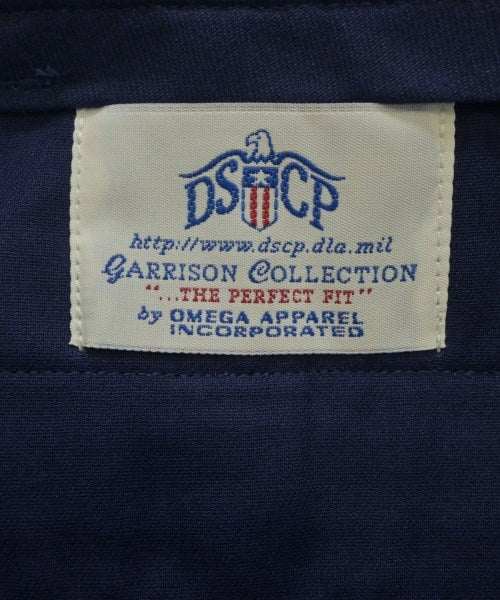 DSCP
http://www.dscp.dla.mil
GARRISON COLLECTION
"...THE PERFECT FIT"
by OMEGA APPAREL
INCORPORATED